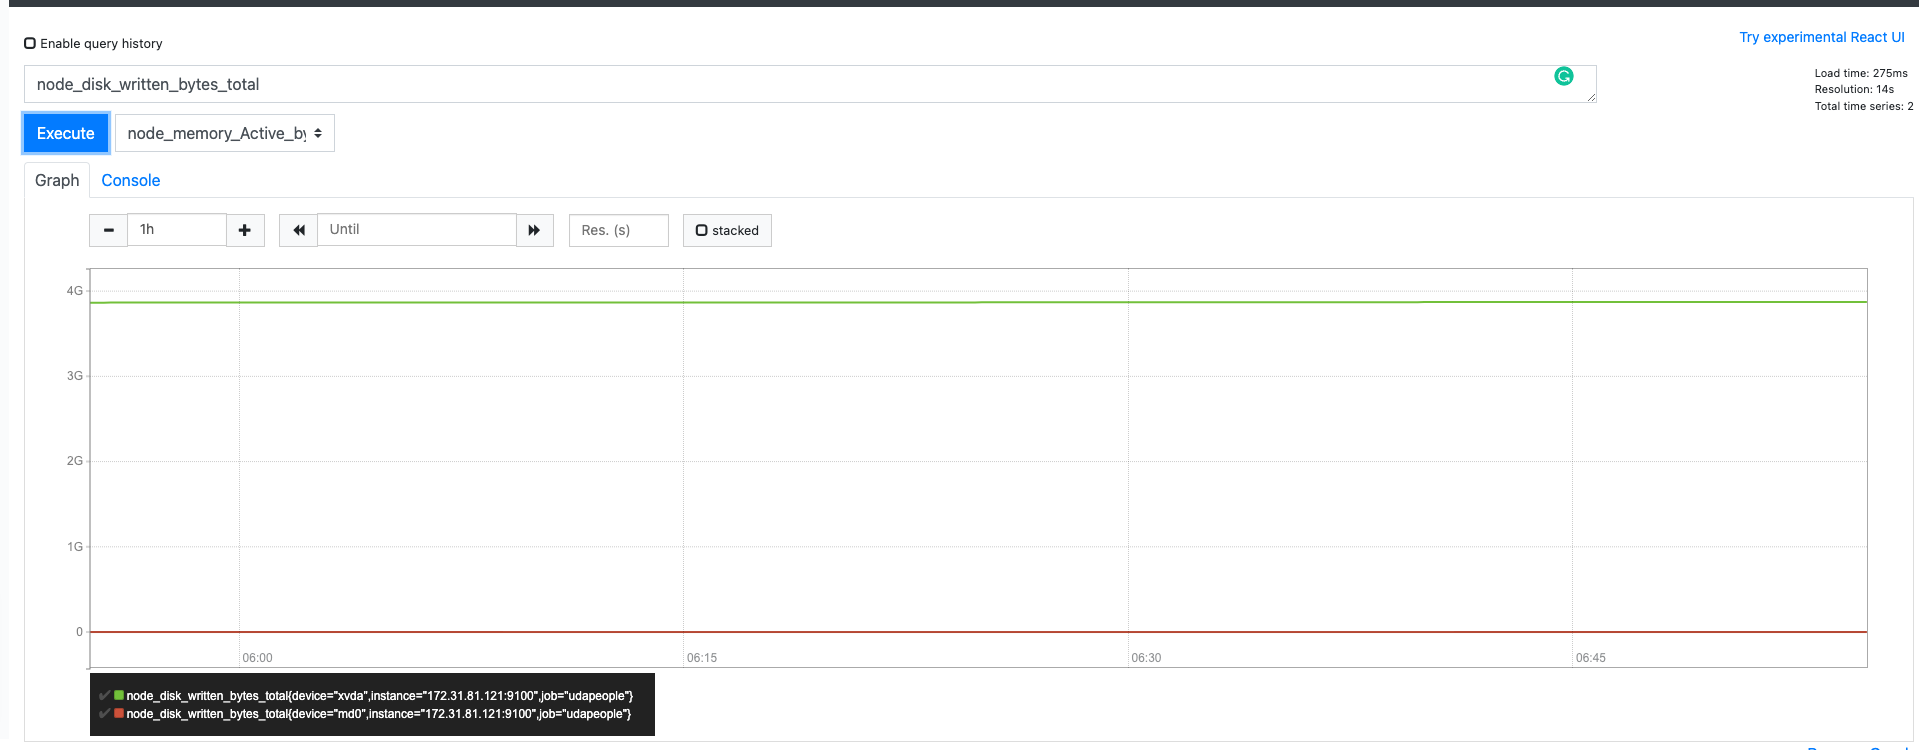 Enable query history
Try experimental React UI
node_disk_written_bytes_total
Load time: 275ms
Resolution: 14s
Total time series: 2
Execute
node_memory_Active_by
Graph
Console
1h
Until
Res. (s)
stacked
4G
3G
2G
1G
0
06:00
06:15
06:30
06:45
node_disk_written_bytes_total{device="xvda",instance="172.31.81.121:9100",job="udapeople"}
node_disk_written_bytes_total{device="md0",instance="172.31.81.121:9100",job="udapeople"}